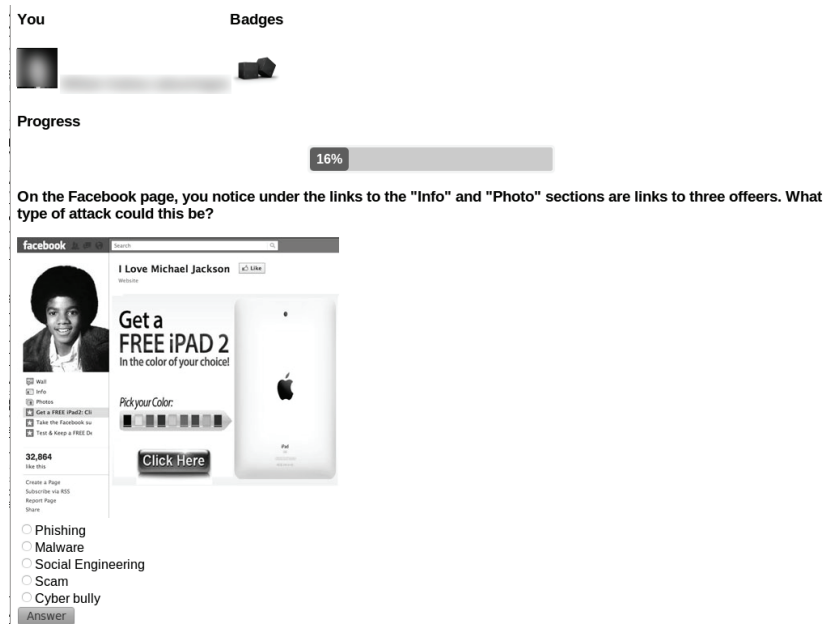 You Badges
Progress
16%
On the Facebook page, you notice under the links to the "Info" and "Photo" sections are links to three offeers. What
type of attack could this be?
facebook Search
I Love Michael Jackson Like
Website
Get a
FREE iPAD 2
In the color of your choice!
Pick your Color:
Click Here
iPad
Wall
Info
Photos
Get a FREE iPad2: Cli
Take the Facebook su
Test & Keep a FREE De
32,864
like this
Create a Page
Subscribe via RSS
Report Page
Share
Phishing
Malware
Social Engineering
Scam
Cyber bully
Answer